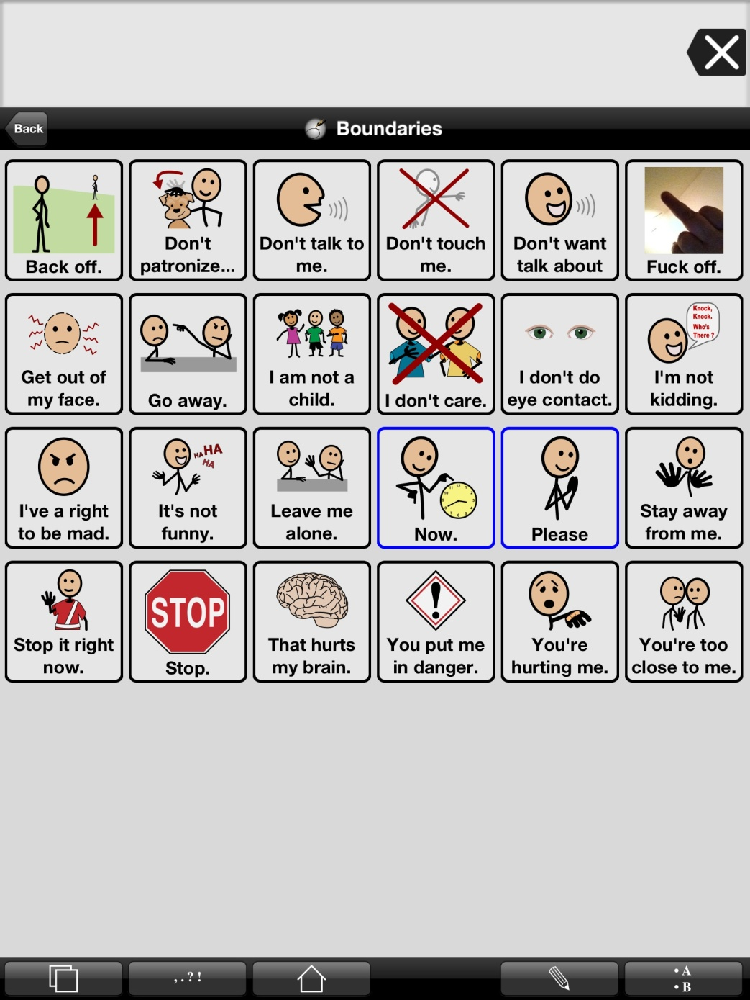 Back
Boundaries
Back off.
Don't
patronize...
Don't talk to
me.
Don't touch
me.
Don't want
talk about
Fuck off.
Get out of
my face.
Go away.
I am not a
child.
I don't care.
I don't do
eye contact.
Knock,
Knock.
Who's
There ?
I'm not
kidding.
I've a right
to be mad.
HA HA
HA
It's not
funny.
Leave me
alone.
Now.
Please
Stay away
from me.
Stop it right
now.
STOP
Stop.
That hurts
my brain.
!
You put me
in danger.
You're
hurting me.
You're too
close to me.
, . ? !
• A
• B